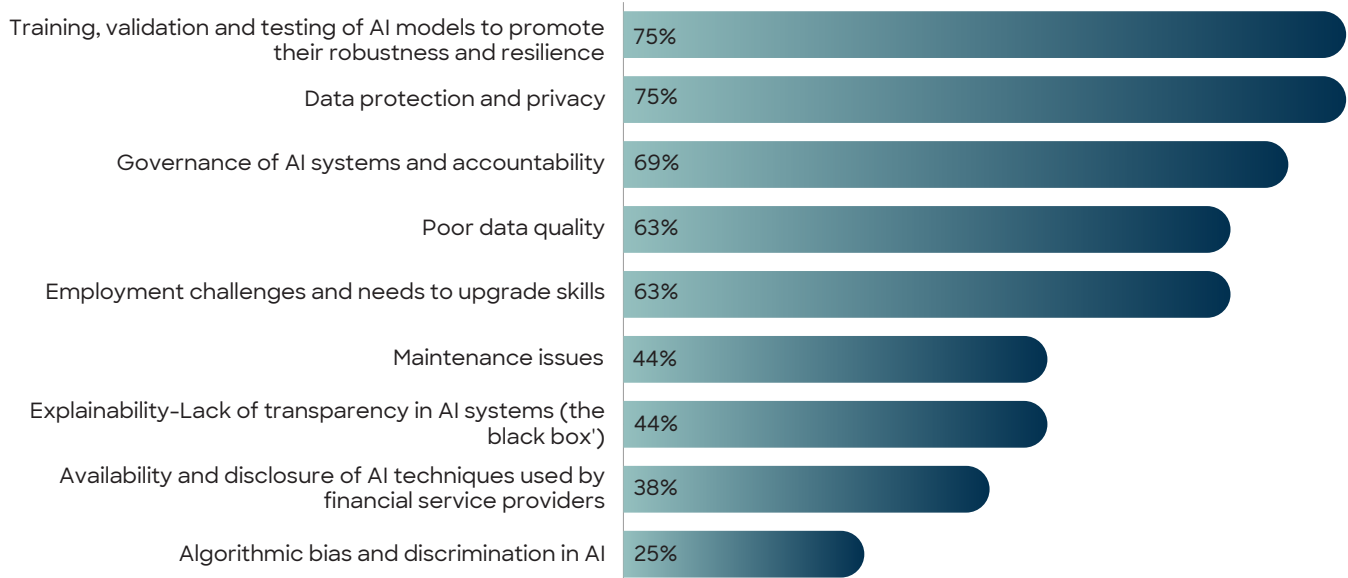 Training, validation and testing of AI models to promote
their robustness and resilience
75%
Data protection and privacy
75%
Governance of AI systems and accountability
69%
Poor data quality
63%
Employment challenges and needs to upgrade skills
63%
Maintenance issues
44%
Explainability-Lack of transparency in AI systems (the
black box')
44%
Availability and disclosure of AI techniques used by
financial service providers
38%
Algorithmic bias and discrimination in AI
25%